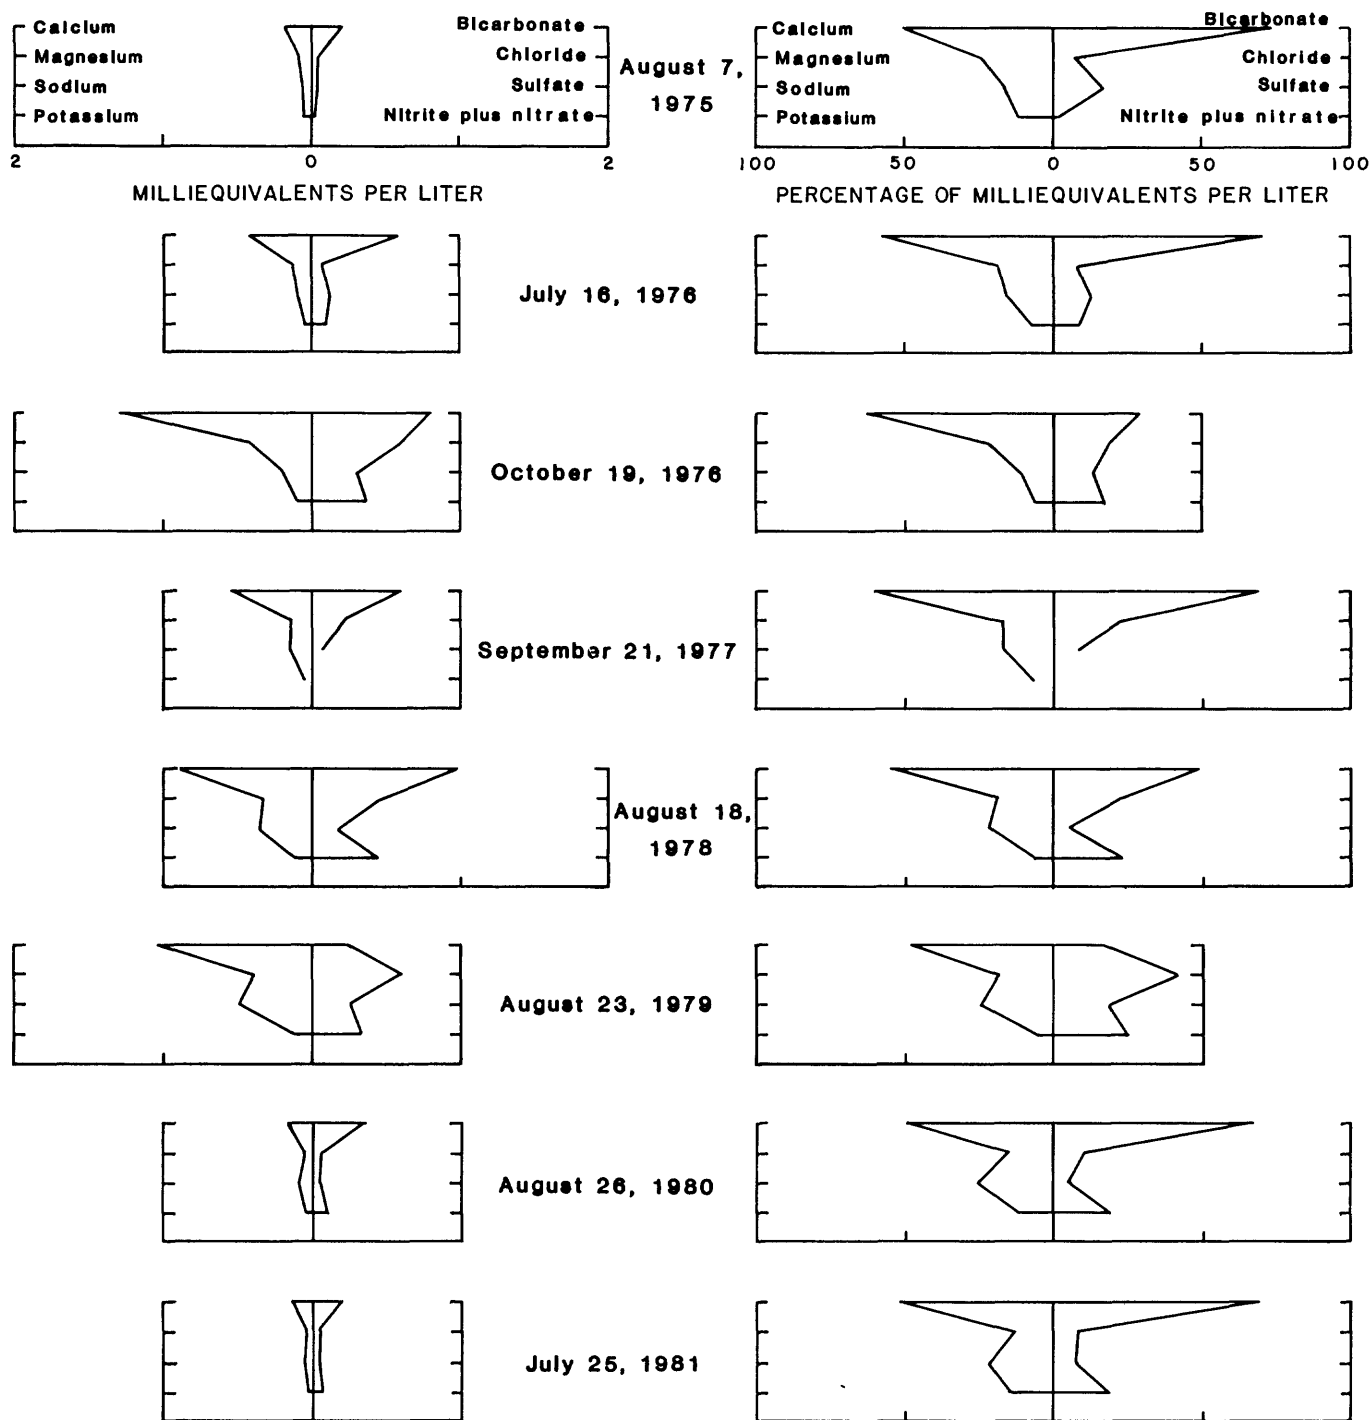 Calcium Bicarbonate
Magnesium Chloride
Sodium Sulfate
Potassium Nitrite plus nitrate
2 0 2
MILLIEQUIVALENTS PER LITER
August 7,
1975
Calcium Bicarbonate
Magnesium Chloride
Sodium Sulfate
Potassium Nitrite plus nitrate
100 50 0 50 100
PERCENTAGE OF MILLIEQUIVALENTS PER LITER
July 16, 1976
October 19, 1976
September 21, 1977
August 18,
1978
August 23, 1979
August 26, 1980
July 25, 1981